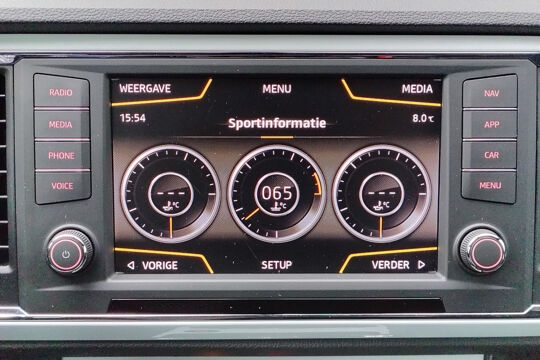 WEERGAVE MENU MEDIA
15:54 8.0 °C
Sportinformatie
RADIO
MEDIA
PHONE
VOICE
--- °C
065 °C
--- °C
NAV
APP
CAR
MENU
◁ VORIGE SETUP VERDER ▷